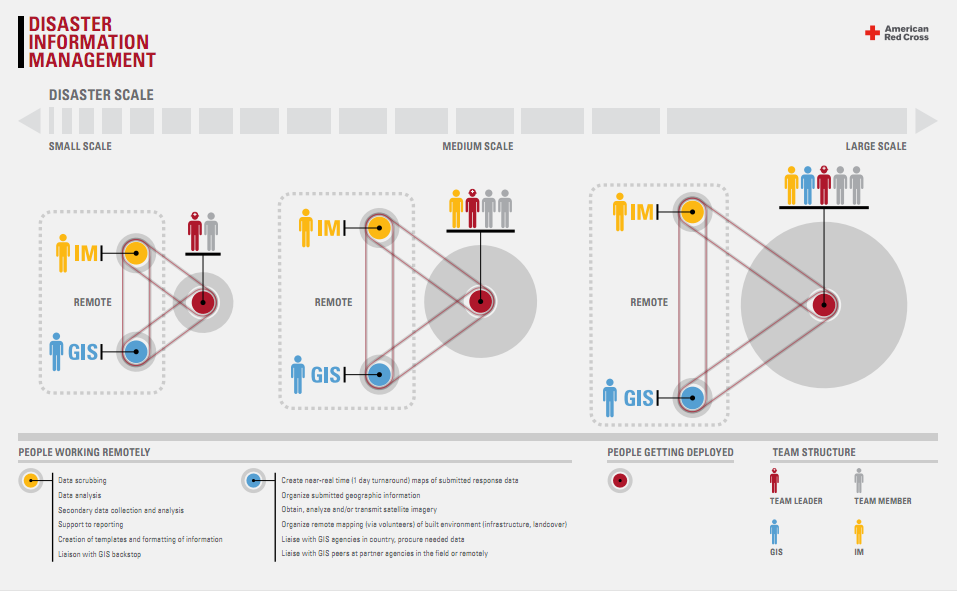 DISASTER
INFORMATION
MANAGEMENT
American
Red Cross
DISASTER SCALE
SMALL SCALE
MEDIUM SCALE
LARGE SCALE
IM
REMOTE
GIS
IM
REMOTE
GIS
IM
REMOTE
GIS
PEOPLE WORKING REMOTELY
Data scrubbing
Data analysis
Secondary data collection and analysis
Support to reporting
Creation of templates and formatting of information
Liaison with GIS backstop
Create near-real time (1 day turnaround) maps of submitted response data
Organize submitted geographic information
Obtain, analyze and/or transmit satellite imagery
Organize remote mapping (via volunteers) of built environment (infrastructure, landcover)
Liase with GIS agencies in country, procure needed data
Liase with GIS peers at partner agencies in the field or remotely
PEOPLE GETTING DEPLOYED
TEAM STRUCTURE
TEAM LEADER
TEAM MEMBER
GIS
IM